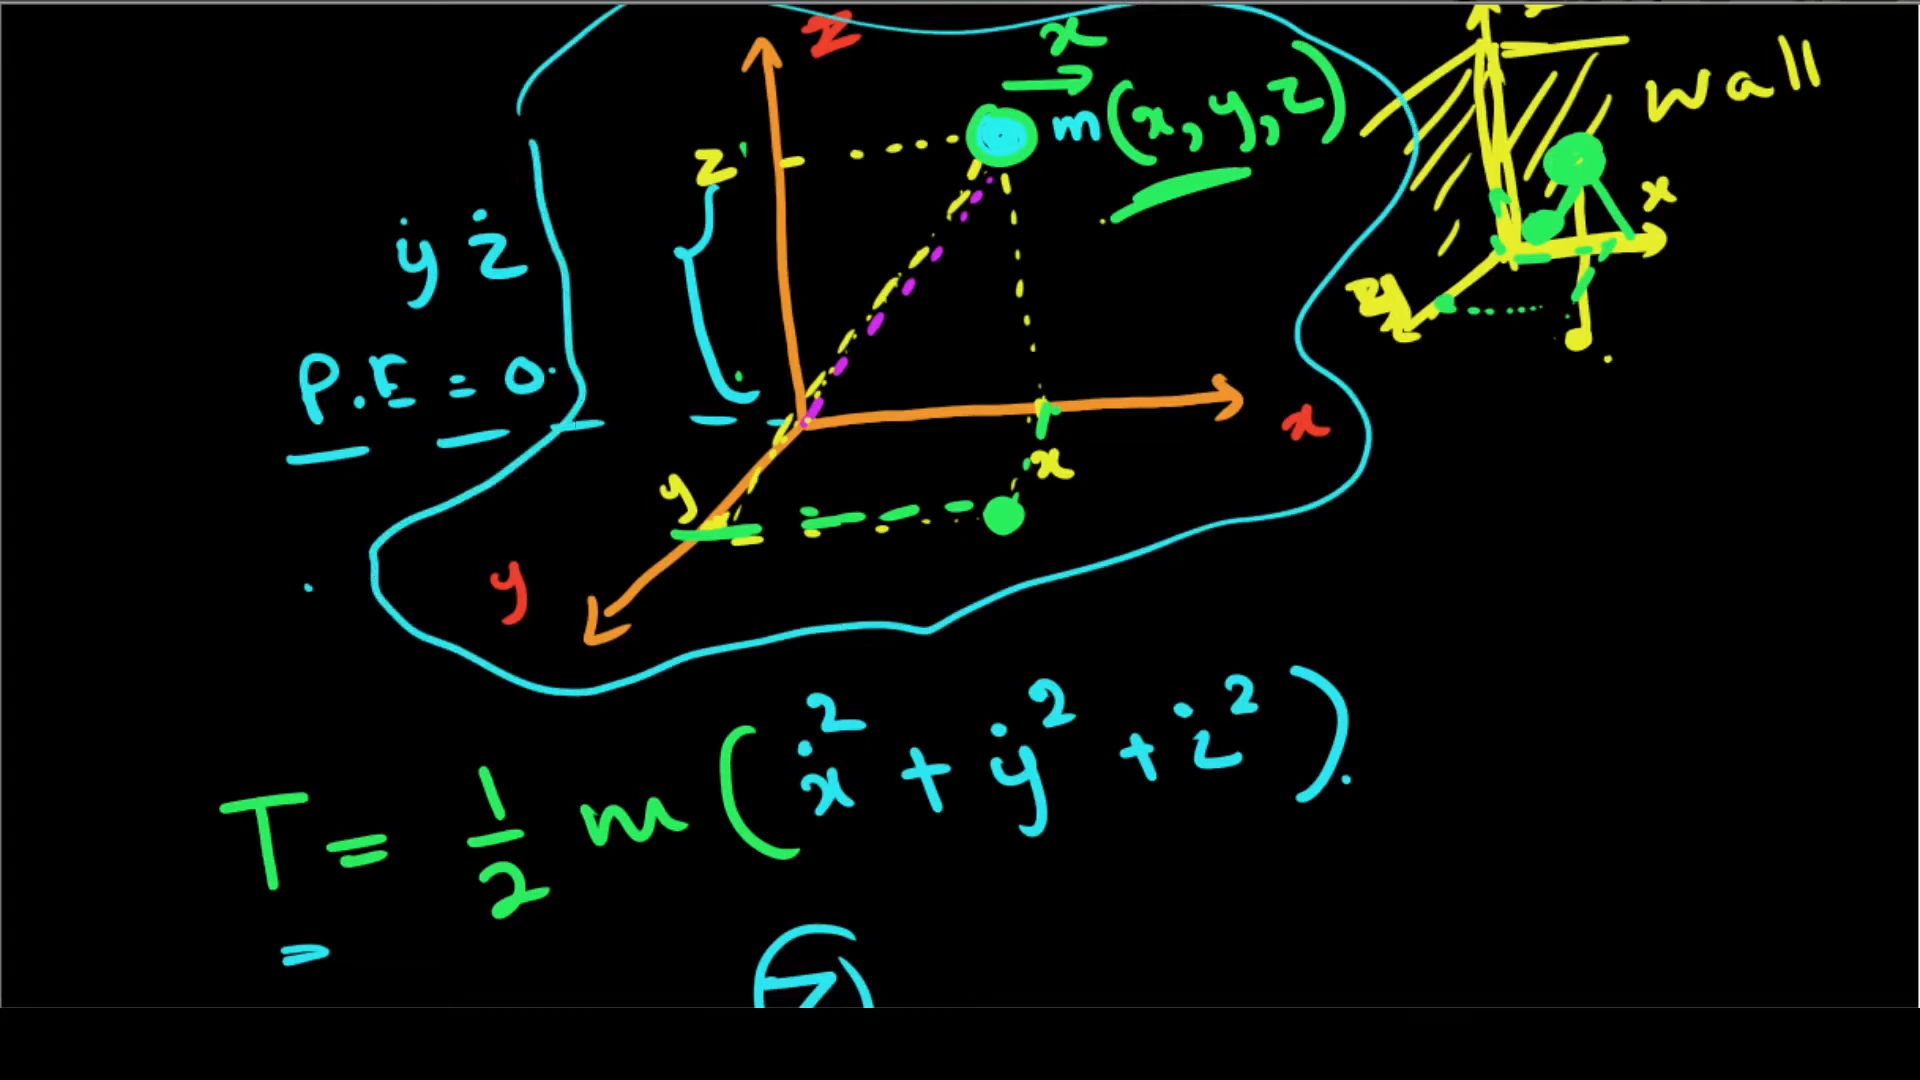 z
x
m (x, y, z)
wall
z
x
ẏ ż
P.E = 0
x
y
x
y
T = 1/2 m (ẋ² + ẏ² + ż²).
=